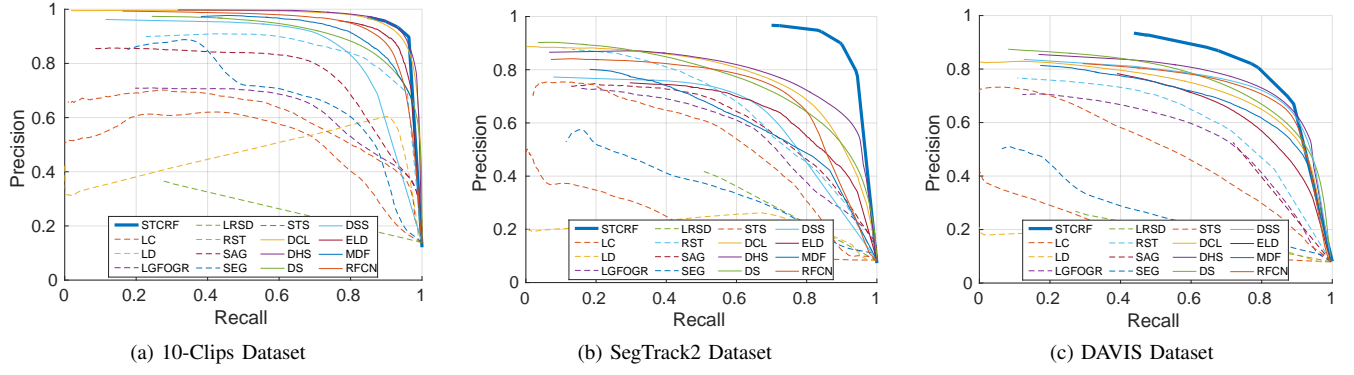 1
0.8
0.6
0.4
0.2
0
Precision
STCRF LRSD STS DSS
LC RST DCL ELD
LD SAG DHS MDF
LGFOGR SEG DS RFCN
0 0.2 0.4 0.6 0.8 1
Recall
(a) 10-Clips Dataset
1
0.8
0.6
0.4
0.2
0
Precision
STCRF LRSD STS DSS
LC RST DCL ELD
LD SAG DHS MDF
LGFOGR SEG DS RFCN
0 0.2 0.4 0.6 0.8 1
Recall
(b) SegTrack2 Dataset
1
0.8
0.6
0.4
0.2
0
Precision
STCRF LRSD STS DSS
LC RST DCL ELD
LD SAG DHS MDF
LGFOGR SEG DS RFCN
0 0.2 0.4 0.6 0.8 1
Recall
(c) DAVIS Dataset